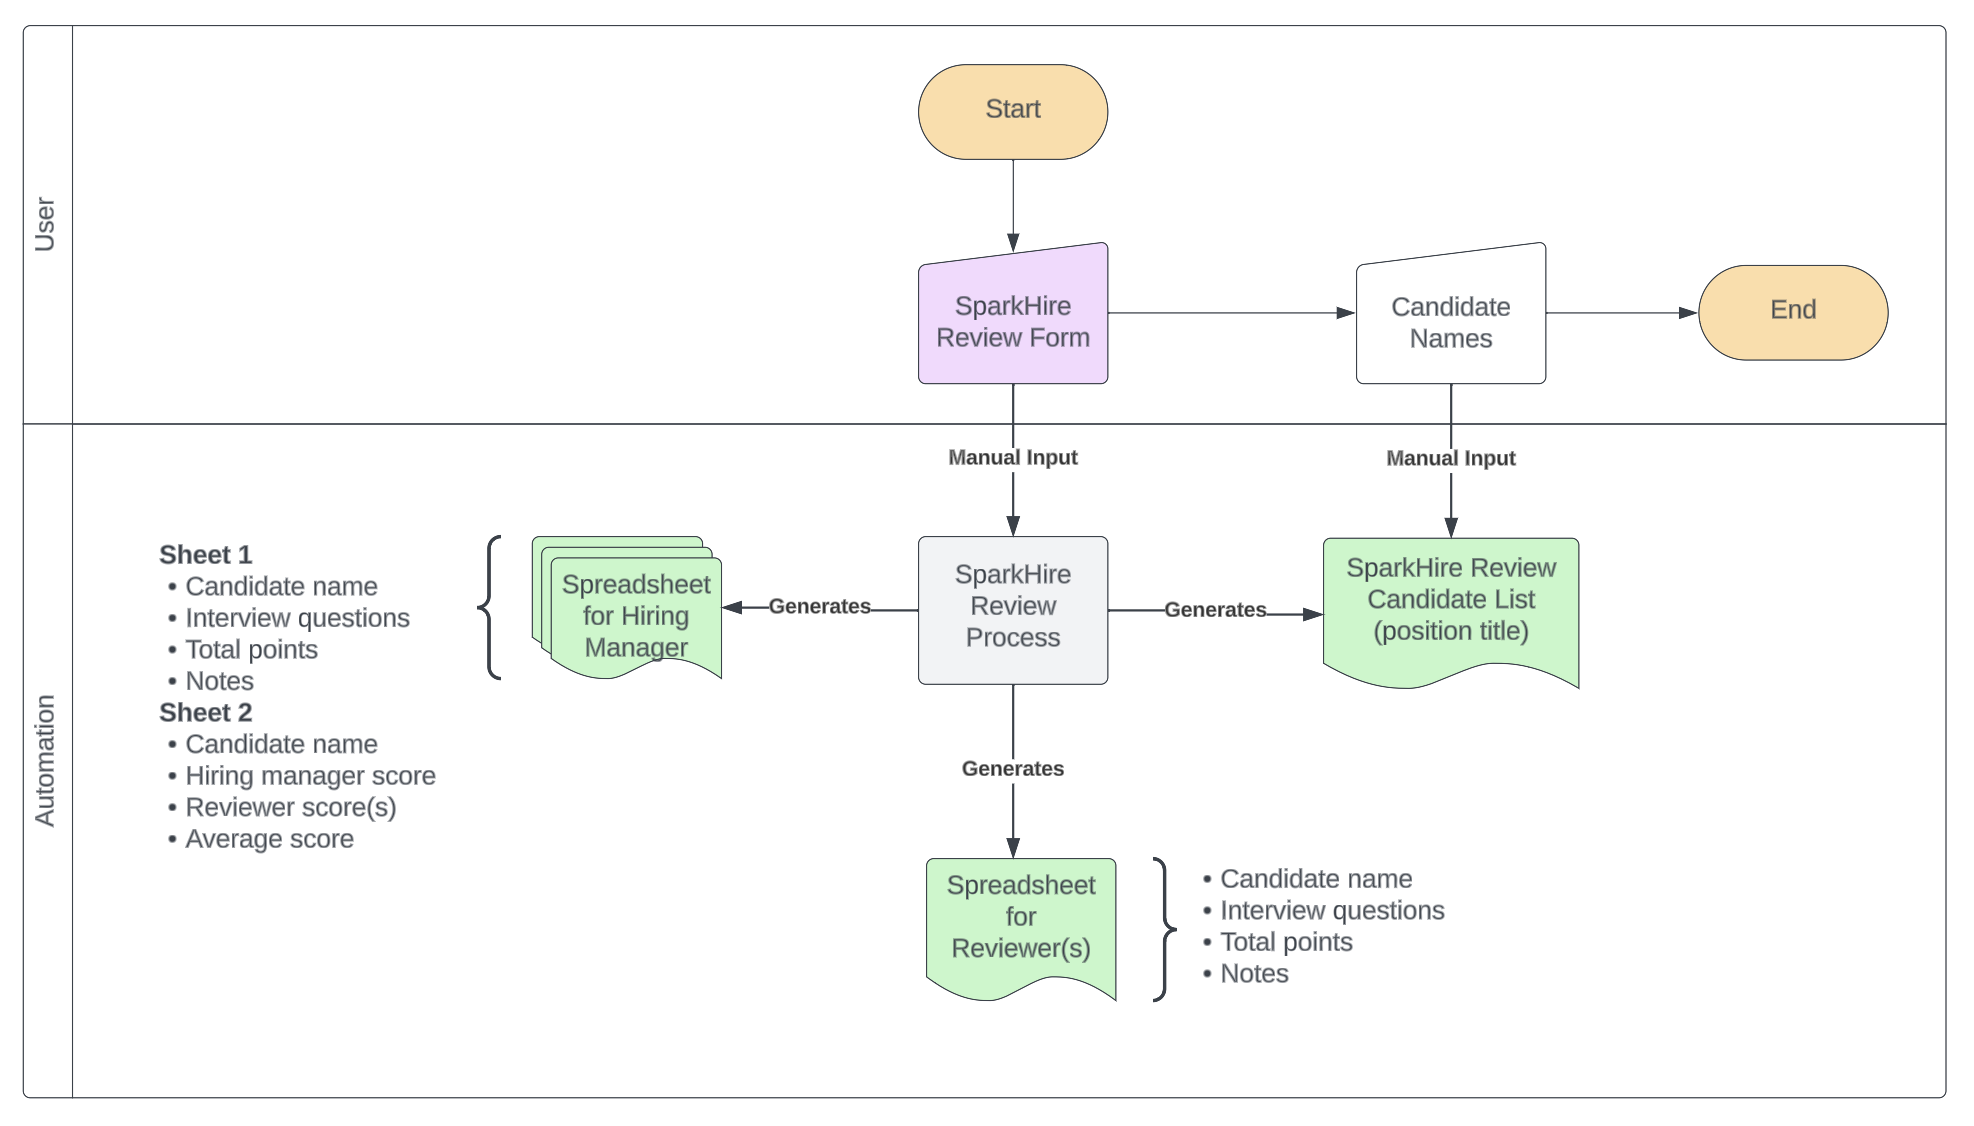 User
Start
SparkHire
Review Form
Candidate
Names
End
Automation
Manual Input
Manual Input
Sheet 1
• Candidate name
• Interview questions
• Total points
• Notes
Sheet 2
• Candidate name
• Hiring manager score
• Reviewer score(s)
• Average score
Spreadsheet
for Hiring
Manager
Generates
SparkHire
Review
Process
Generates
SparkHire Review
Candidate List
(position title)
Generates
Spreadsheet
for
Reviewer(s)
• Candidate name
• Interview questions
• Total points
• Notes